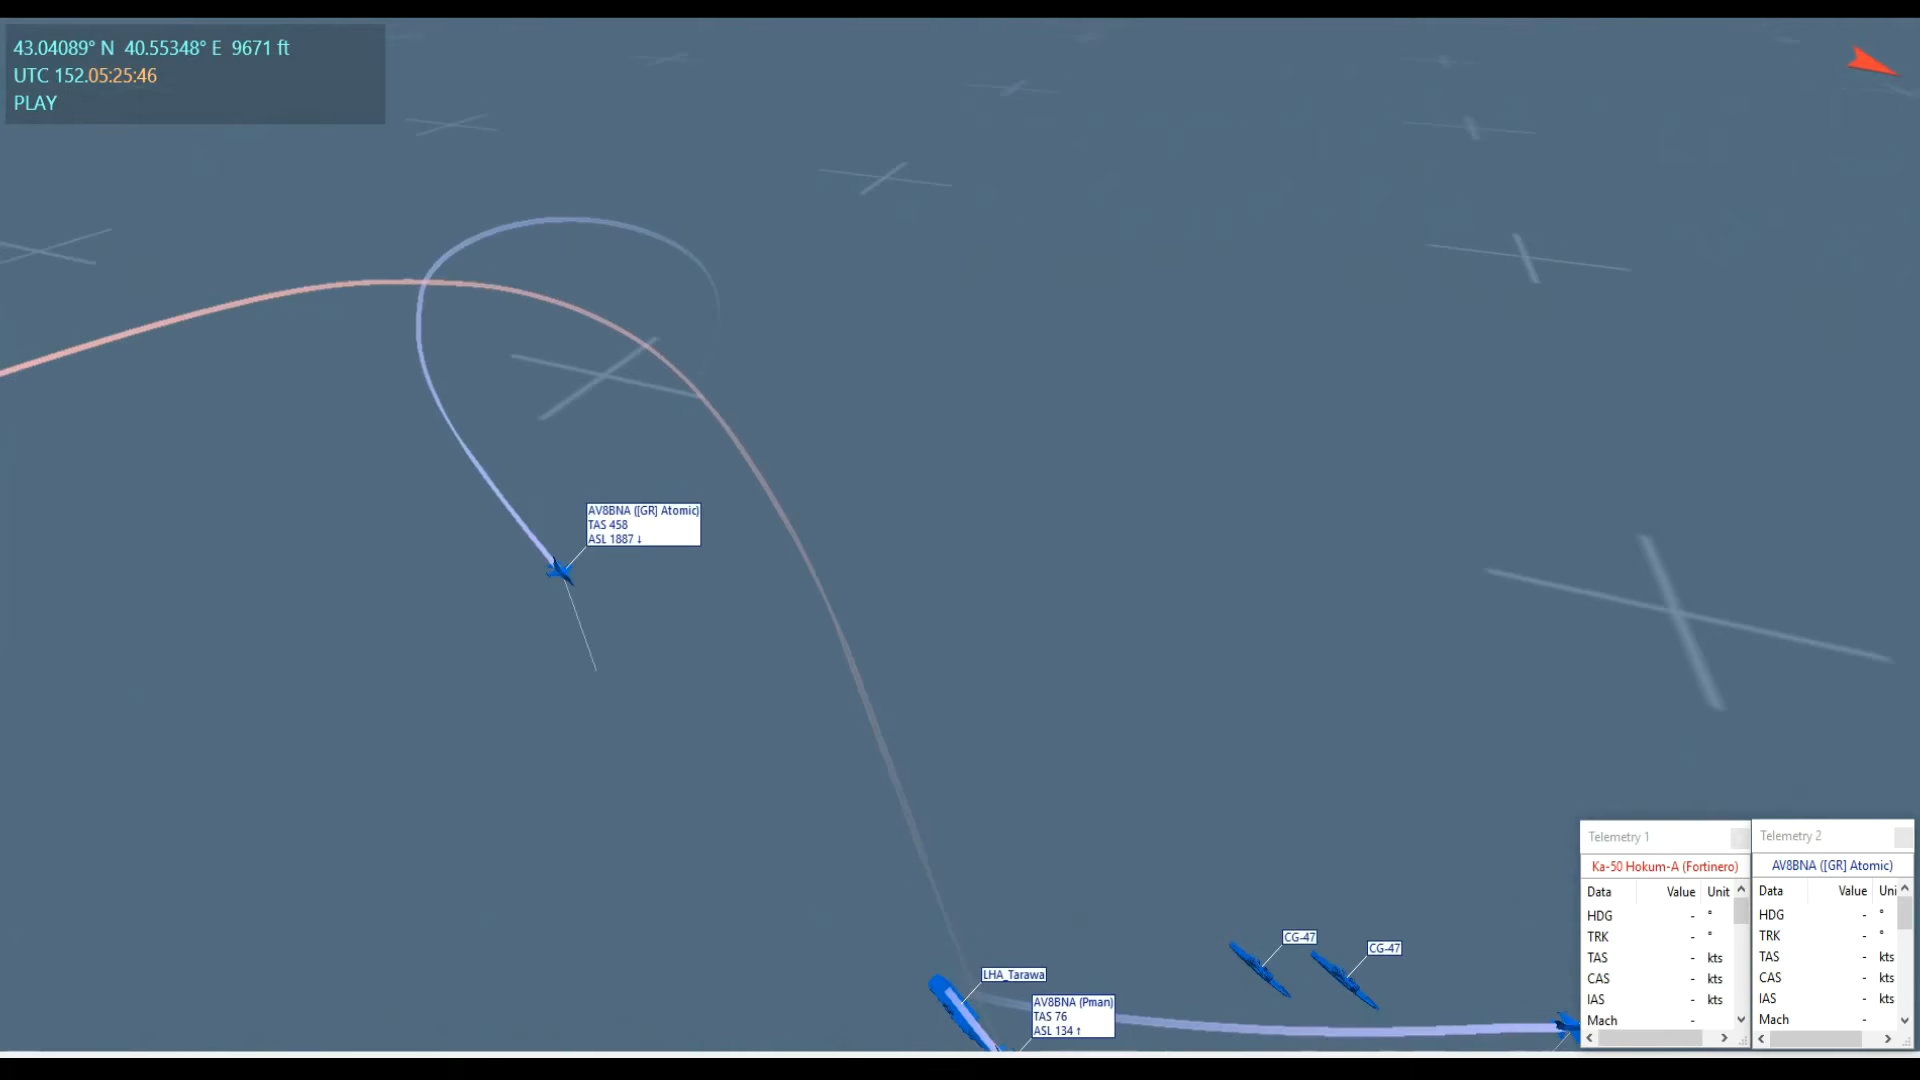 43.04089° N 40.55348° E 9671 ft
UTC 152.05:25:46
PLAY
AV8BNA ([GR] Atomic)
TAS 458
ASL 1887 ↓
CG-47
CG-47
LHA_Tarawa
AV8BNA (Pman)
TAS 76
ASL 134 ↑
Telemetry 1
Ka-50 Hokum-A (Fortinero)
Data Value Unit
HDG - °
TRK - °
TAS - kts
CAS - kts
IAS - kts
Mach -
Telemetry 2
AV8BNA ([GR] Atomic)
Data Value Uni
HDG - °
TRK - °
TAS - kts
CAS - kts
IAS - kts
Mach -